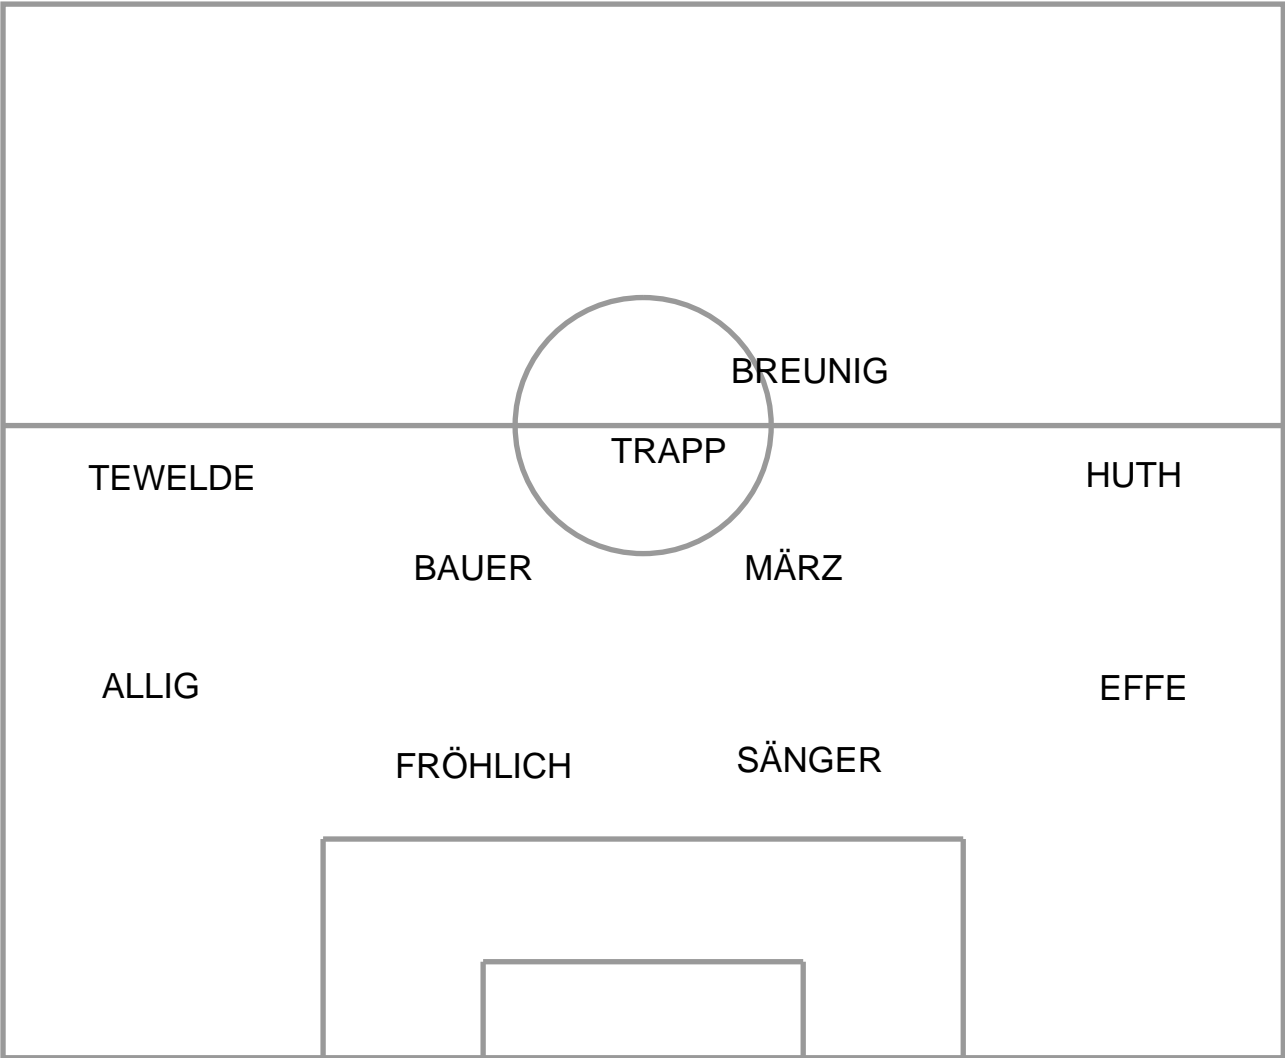 BREUNIG
TRAPP
TEWELDE
HUTH
BAUER
MÄRZ
ALLIG
EFFE
FRÖHLICH
SÄNGER